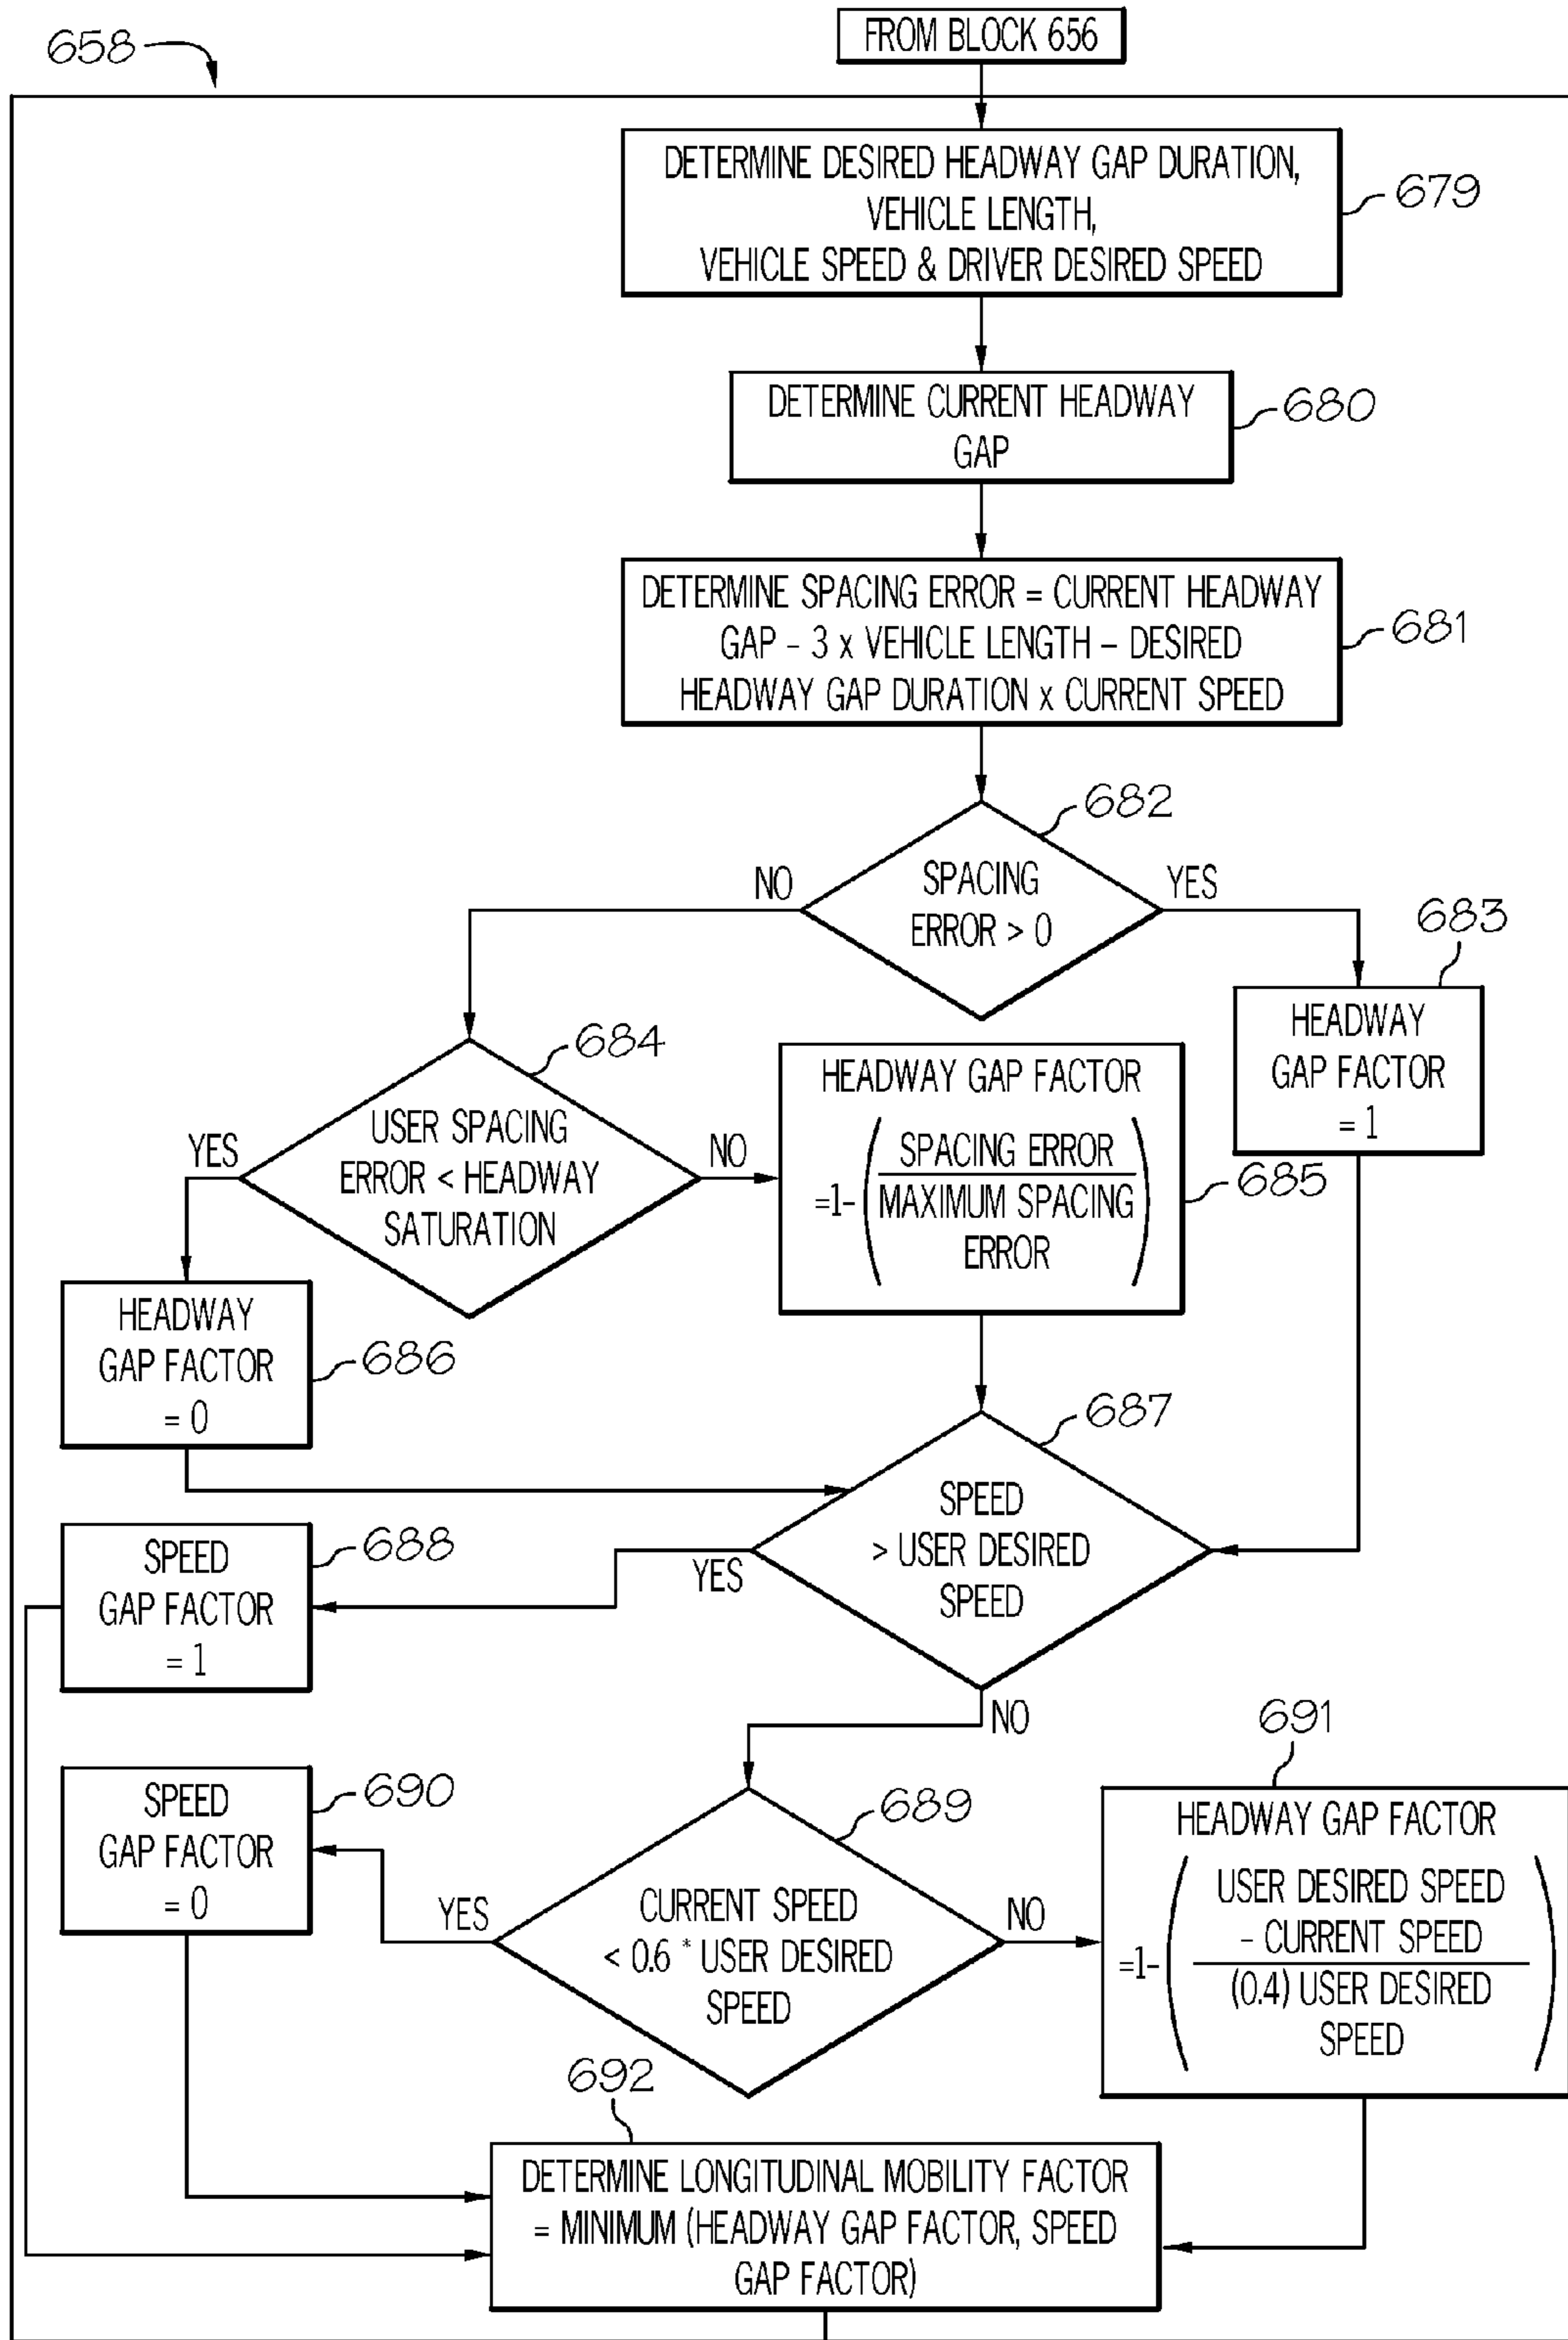 FROM BLOCK 656
658
DETERMINE DESIRED HEADWAY GAP DURATION,
VEHICLE LENGTH,
VEHICLE SPEED & DRIVER DESIRED SPEED
679
DETERMINE CURRENT HEADWAY
GAP
680
DETERMINE SPACING ERROR = CURRENT HEADWAY
GAP - 3 x VEHICLE LENGTH – DESIRED
HEADWAY GAP DURATION x CURRENT SPEED
681
682
SPACING
ERROR > 0
NO
YES
683
HEADWAY
GAP FACTOR
= 1
684
USER SPACING
ERROR < HEADWAY
SATURATION
YES
NO
HEADWAY GAP FACTOR
=1- (SPACING ERROR
MAXIMUM SPACING
ERROR)
685
HEADWAY
GAP FACTOR
= 0
686
687
SPEED
> USER DESIRED
SPEED
YES
NO
SPEED
GAP FACTOR
= 1
688
SPEED
GAP FACTOR
= 0
690
689
CURRENT SPEED
< 0.6 * USER DESIRED
SPEED
YES
NO
691
HEADWAY GAP FACTOR
=1- (USER DESIRED SPEED
- CURRENT SPEED
(0.4) USER DESIRED
SPEED)
692
DETERMINE LONGITUDINAL MOBILITY FACTOR
= MINIMUM (HEADWAY GAP FACTOR, SPEED
GAP FACTOR)